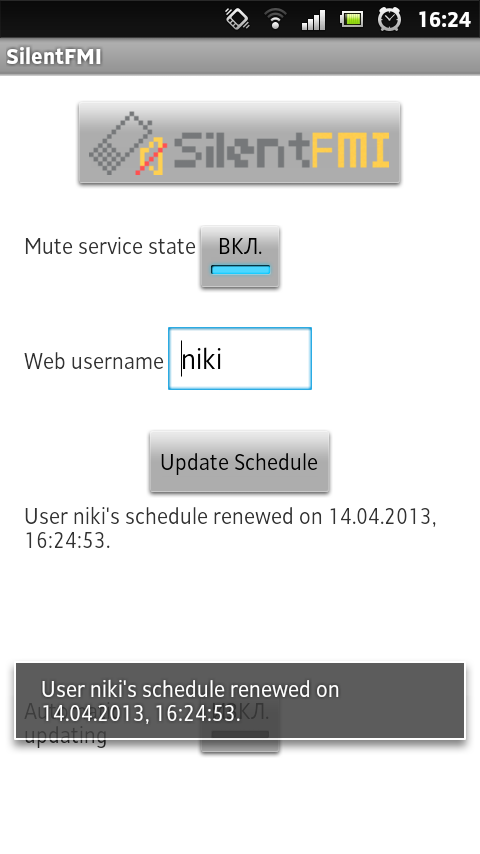 16:24
SilentFMI
SilentFMI
Mute service state ВКЛ.
Web username niki
Update Schedule
User niki's schedule renewed on 14.04.2013,
16:24:53.
User niki's schedule renewed on
14.04.2013, 16:24:53.
updating